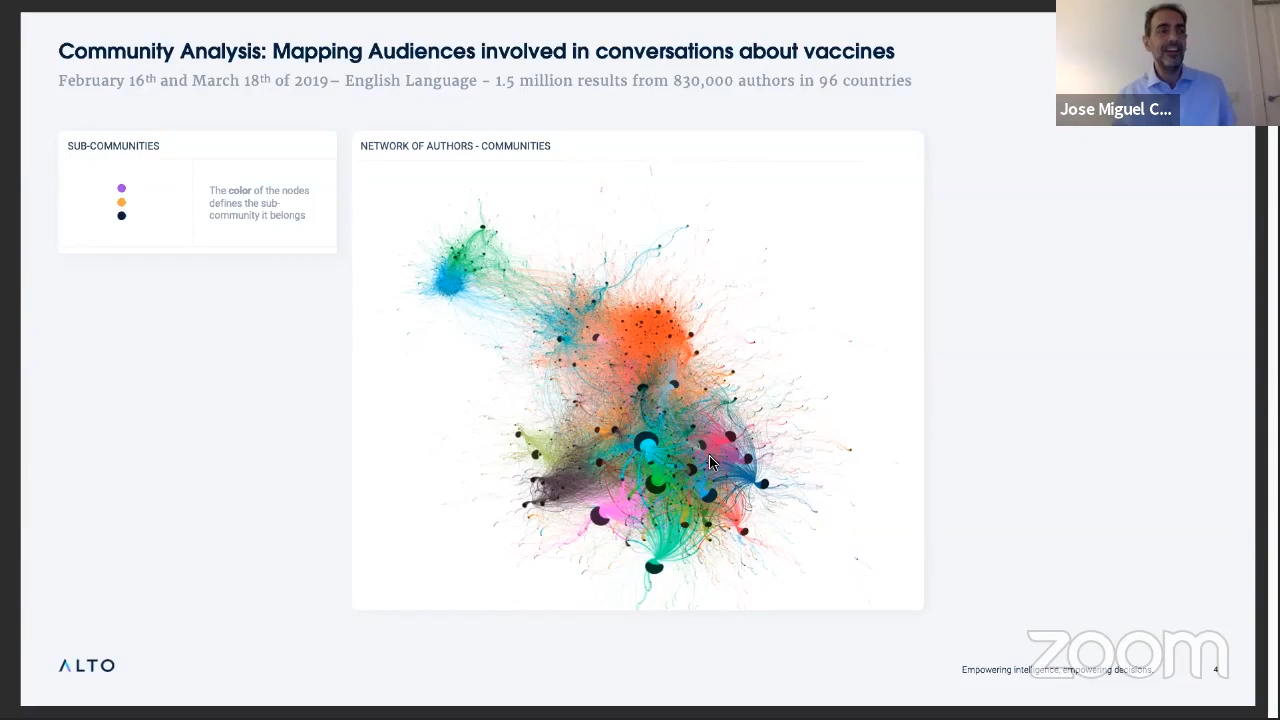 Community Analysis: Mapping Audiences involved in conversations about vaccines
February 16th and March 18th of 2019– English Language - 1.5 million results from 830,000 authors in 96 countries
Jose Miguel C...
SUB-COMMUNITIES
The color of the nodes
defines the sub-
community it belongs
NETWORK OF AUTHORS - COMMUNITIES
ALTO
Empowering intelligence, empowering decisions.
4
zoom